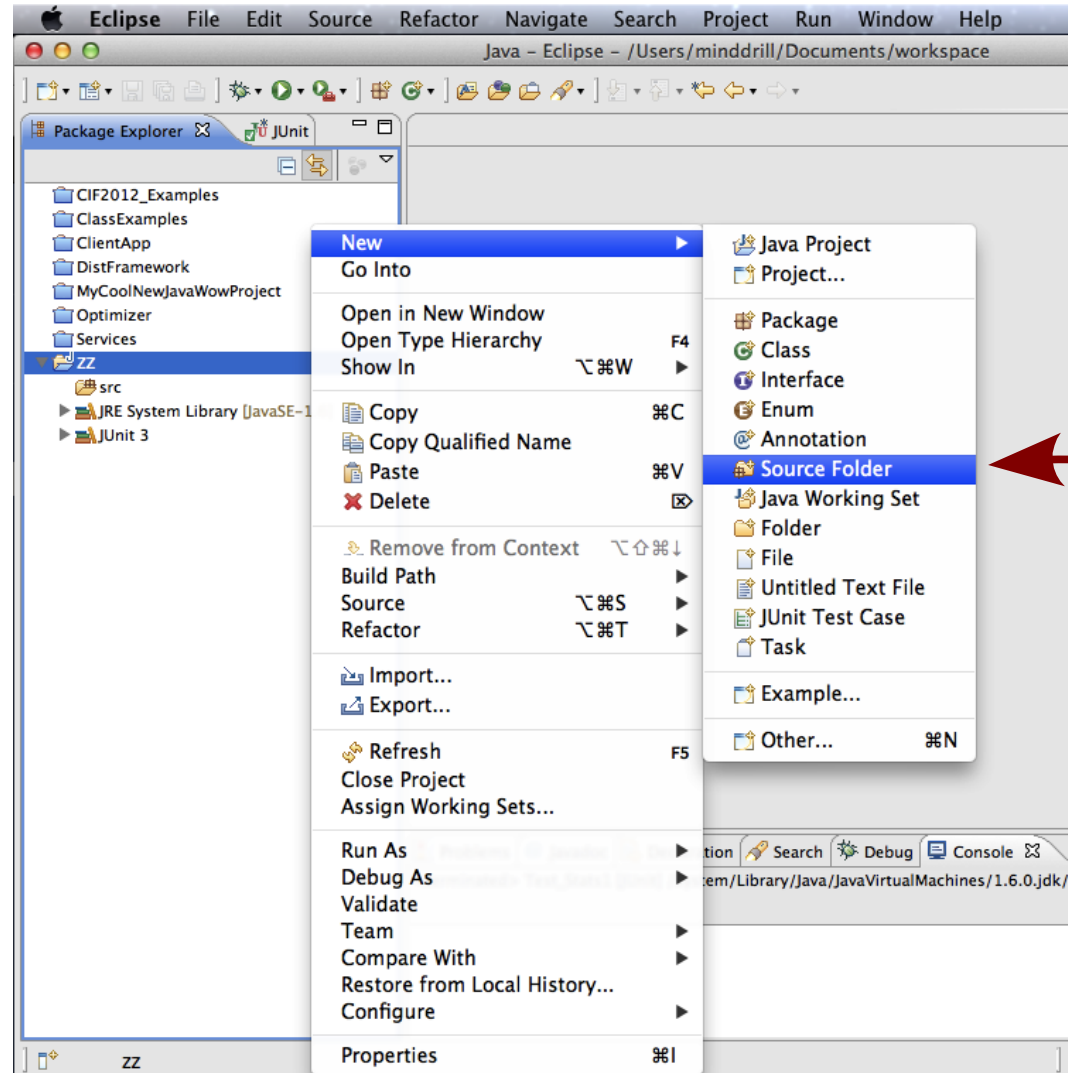 Eclipse File Edit Source Refactor Navigate Search Project Run Window Help
Java – Eclipse – /Users/minddrill/Documents/workspace
Package Explorer
JUnit
CIF2012_Examples
ClassExamples
ClientApp
DistFramework
MyCoolNewJavaWowProject
Optimizer
Services
ZZ
src
JRE System Library [JavaSE-1
JUnit 3
New
Go Into
Open in New Window
Open Type Hierarchy F4
Show In ⌥⌘W
Copy ⌘C
Copy Qualified Name
Paste ⌘V
Delete ⌦
Remove from Context ⌥⇧⌘↓
Build Path
Source ⌥⌘S
Refactor ⌥⌘T
Import...
Export...
Refresh F5
Close Project
Assign Working Sets...
Run As
Debug As
Validate
Team
Compare With
Restore from Local History...
Configure
Properties ⌘I
Java Project
Project...
Package
Class
Interface
Enum
Annotation
Source Folder
Java Working Set
Folder
File
Untitled Text File
JUnit Test Case
Task
Example...
Other... ⌘N
tion Search Debug Console
em/Library/Java/JavaVirtualMachines/1.6.0.jdk/
ZZ